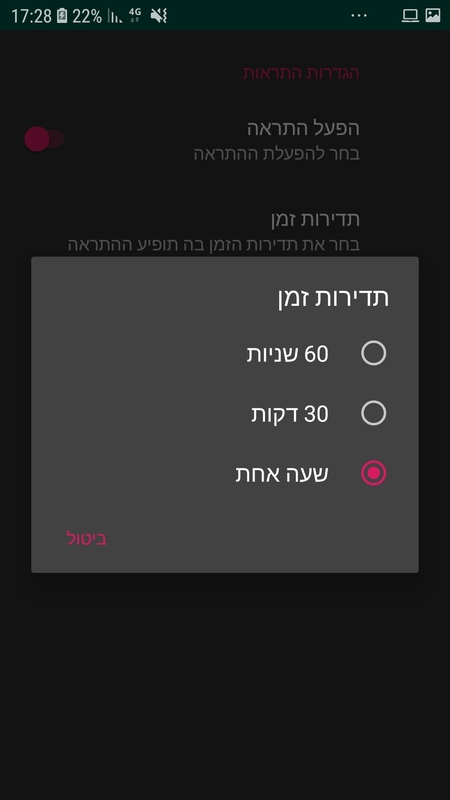 17:28 22% 4G
הגדרות התראות
הפעל התראה
בחר להפעלת ההתראה
תדירות זמן
בחר את תדירות הזמן בה תופיע ההתראה
תדירות זמן
60 שניות
30 דקות
שעה אחת
ביטול